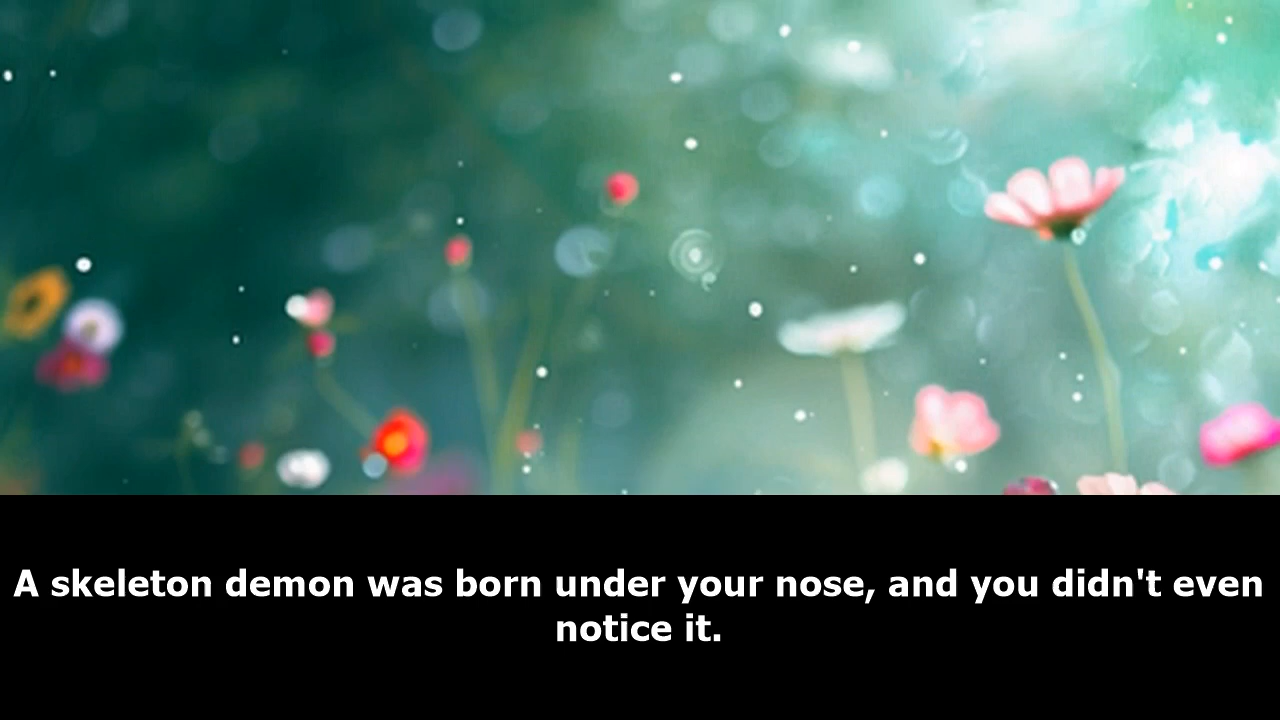 A skeleton demon was born under your nose, and you didn't even
notice it.